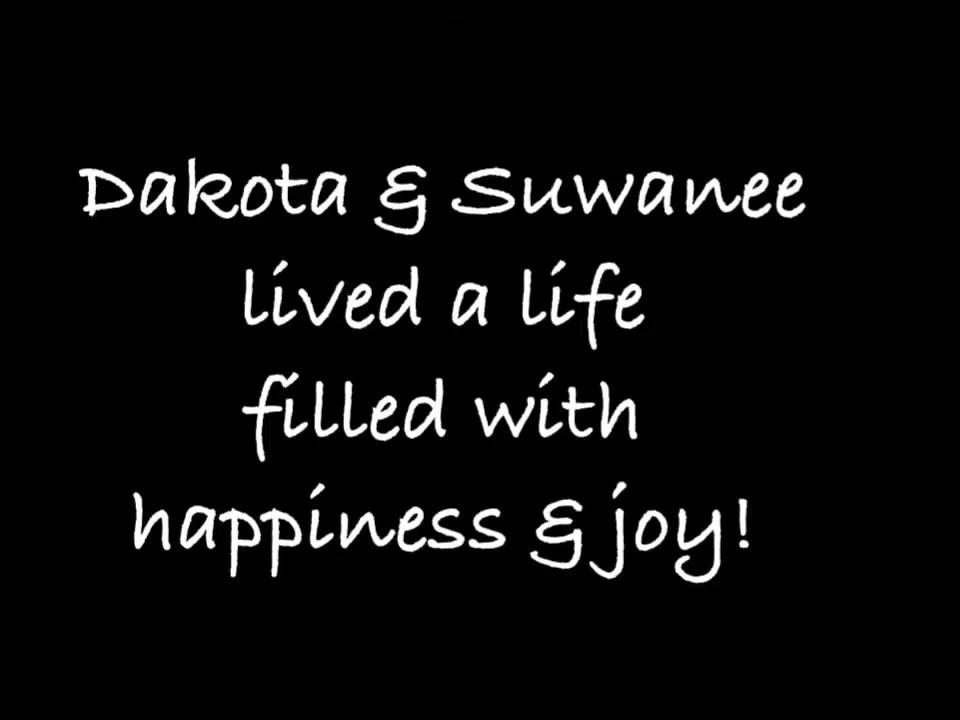 Dakota & Suwanee
lived a life
filled with
happiness & joy!